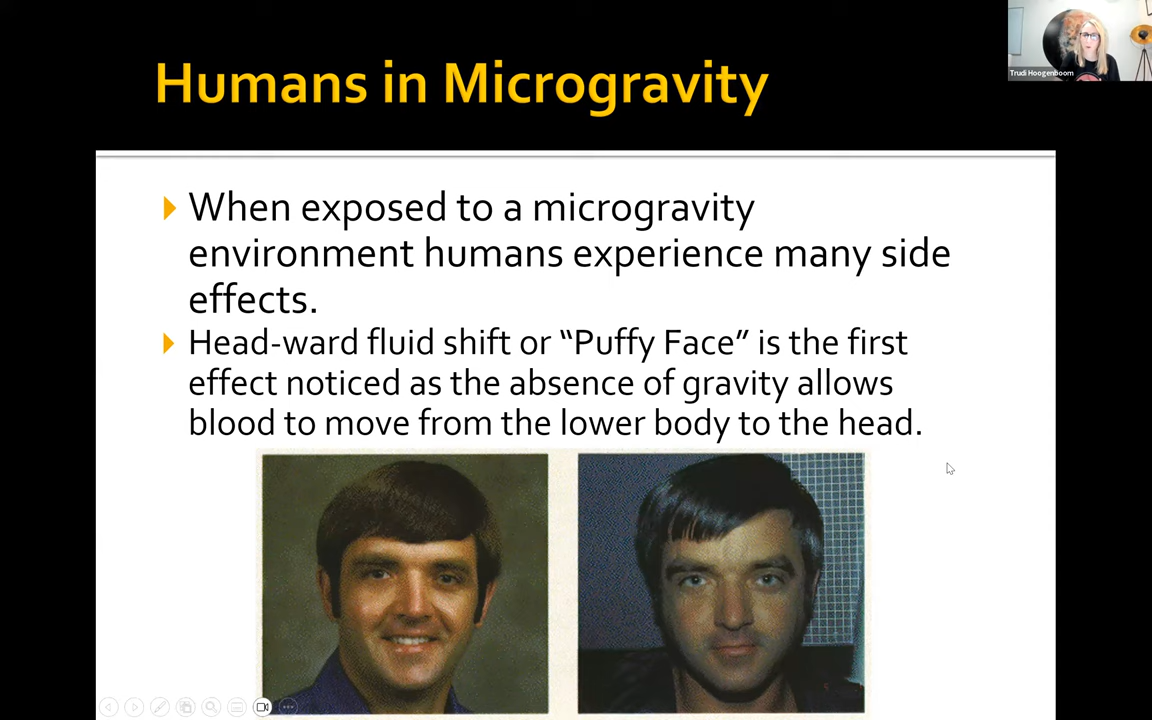 Humans in Microgravity
Trudi Hoogenboom
When exposed to a microgravity
environment humans experience many side
effects.
Head-ward fluid shift or “Puffy Face” is the first
effect noticed as the absence of gravity allows
blood to move from the lower body to the head.